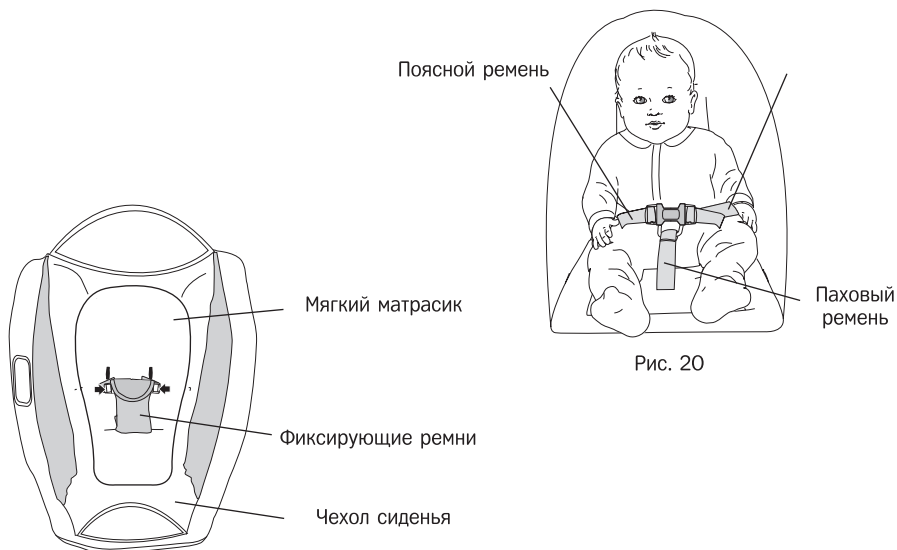 Поясной ремень
Паховый
ремень
Рис. 20
Мягкий матрасик
Фиксирующие ремни
Чехол сиденья